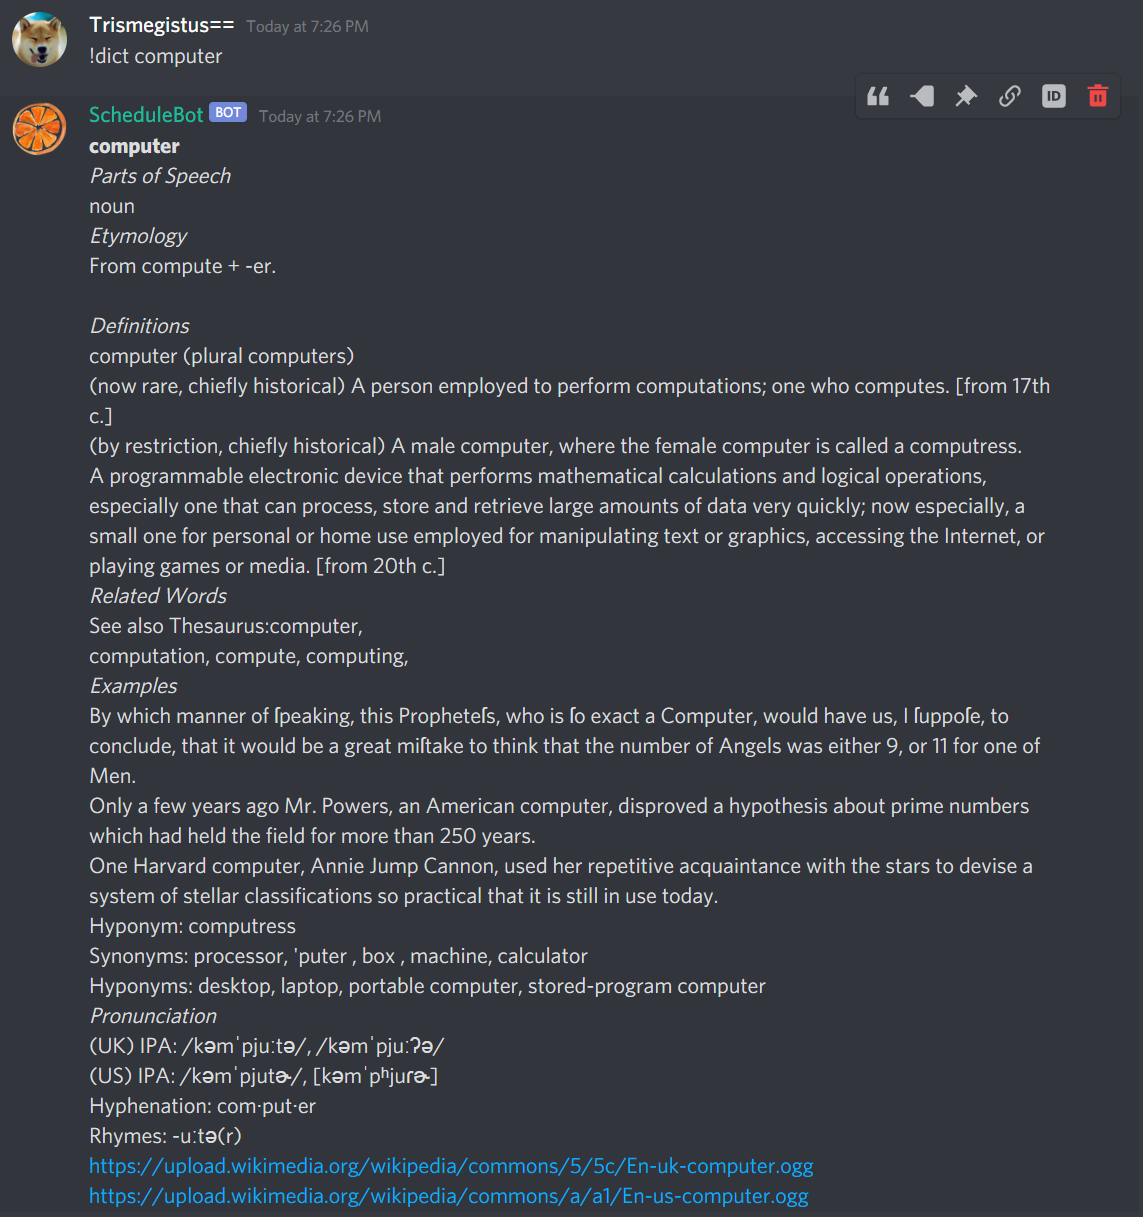 Trismegistus== Today at 7:26 PM
!dict computer
ID
ScheduleBot BOT Today at 7:26 PM
computer
Parts of Speech
noun
Etymology
From compute + -er.
Definitions
computer (plural computers)
(now rare, chiefly historical) A person employed to perform computations; one who computes. [from 17th
c.]
(by restriction, chiefly historical) A male computer, where the female computer is called a computress.
A programmable electronic device that performs mathematical calculations and logical operations,
especially one that can process, store and retrieve large amounts of data very quickly; now especially, a
small one for personal or home use employed for manipulating text or graphics, accessing the Internet, or
playing games or media. [from 20th c.]
Related Words
See also Thesaurus:computer,
computation, compute, computing,
Examples
By which manner of ſpeaking, this Propheteſs, who is ſo exact a Computer, would have us, I ſuppoſe, to
conclude, that it would be a great miſtake to think that the number of Angels was either 9, or 11 for one of
Men.
Only a few years ago Mr. Powers, an American computer, disproved a hypothesis about prime numbers
which had held the field for more than 250 years.
One Harvard computer, Annie Jump Cannon, used her repetitive acquaintance with the stars to devise a
system of stellar classifications so practical that it is still in use today.
Hyponym: computress
Synonyms: processor, 'puter , box , machine, calculator
Hyponyms: desktop, laptop, portable computer, stored-program computer
Pronunciation
(UK) IPA: /kəmˈpjuːtə/, /kəmˈpjuːʔə/
(US) IPA: /kəmˈpjutɚ/, [kəmˈpʰjuɾɚ]
Hyphenation: com·put·er
Rhymes: -uːtə(r)
https://upload.wikimedia.org/wikipedia/commons/5/5c/En-uk-computer.ogg
https://upload.wikimedia.org/wikipedia/commons/a/a1/En-us-computer.ogg